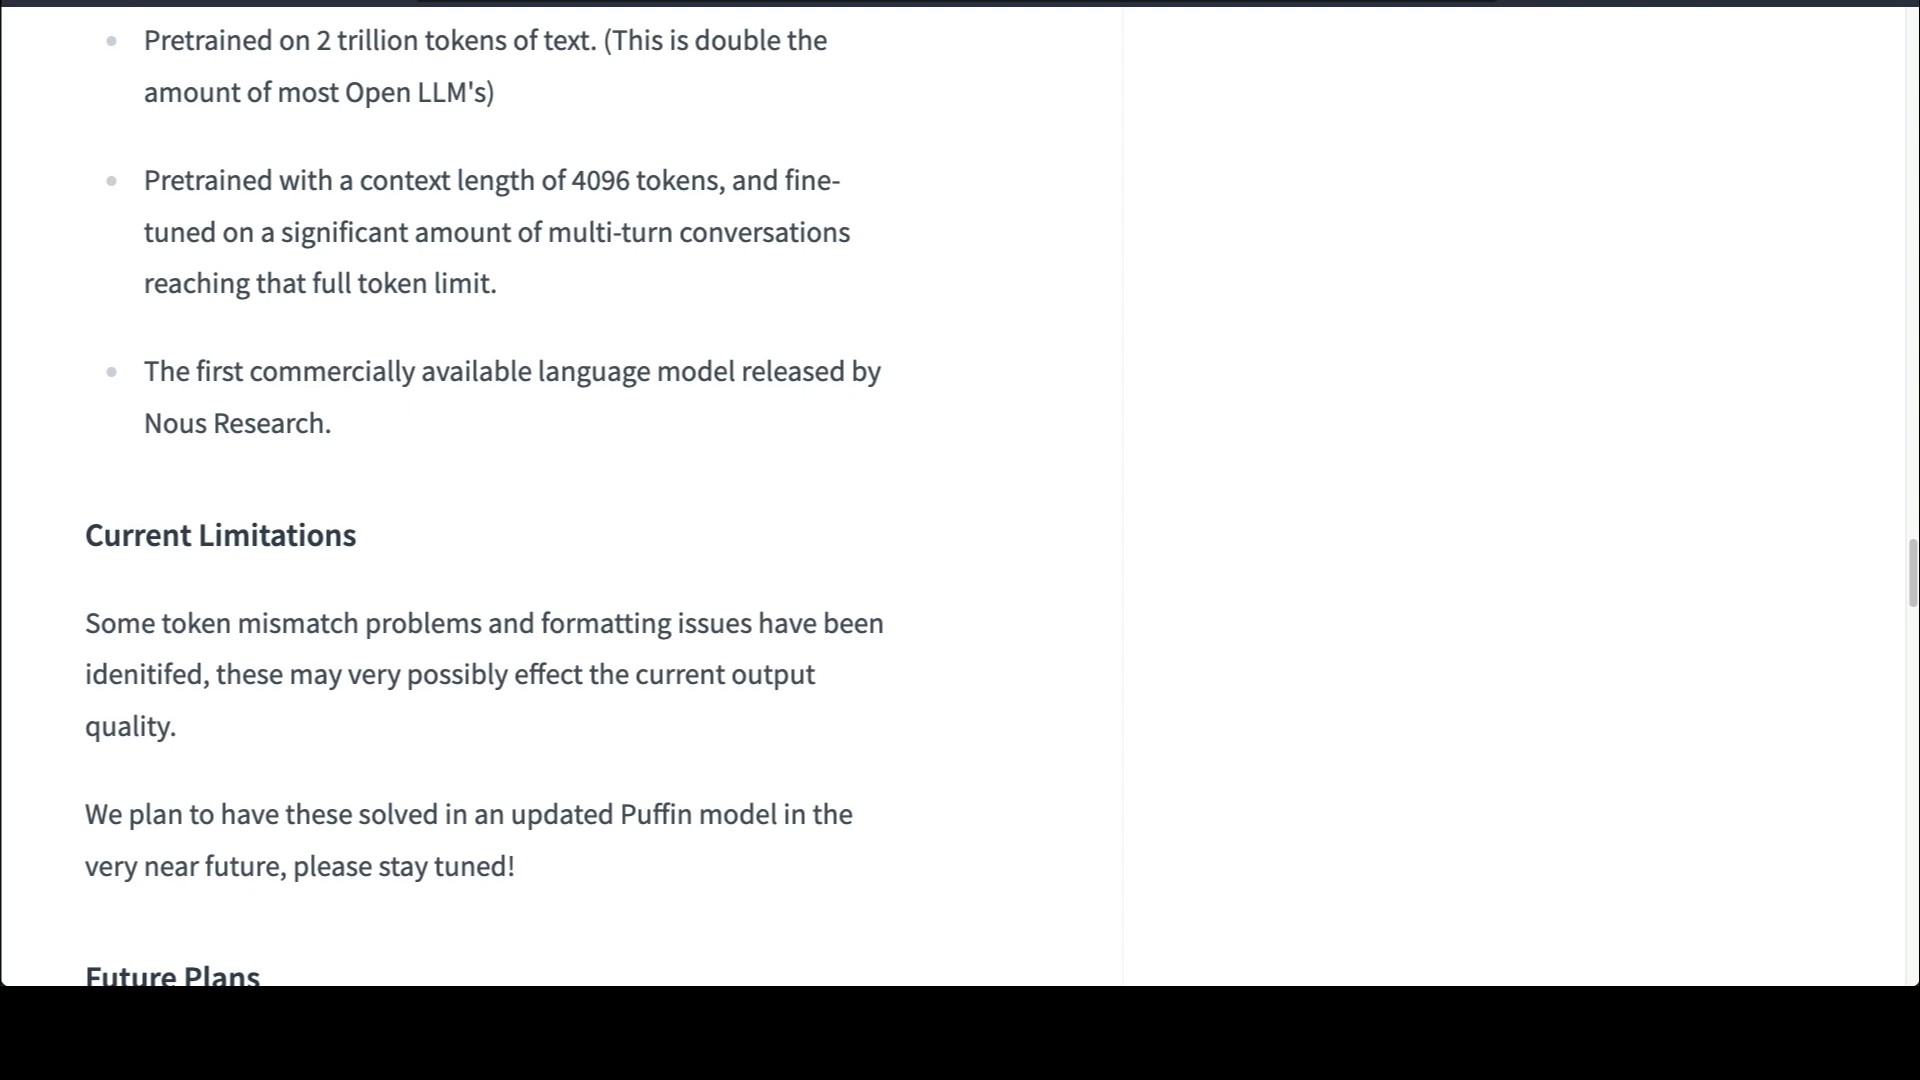 Pretrained on 2 trillion tokens of text. (This is double the
amount of most Open LLM's)
Pretrained with a context length of 4096 tokens, and fine-
tuned on a significant amount of multi-turn conversations
reaching that full token limit.
The first commercially available language model released by
Nous Research.
Current Limitations
Some token mismatch problems and formatting issues have been
idenitifed, these may very possibly effect the current output
quality.
We plan to have these solved in an updated Puffin model in the
very near future, please stay tuned!
Future Plans